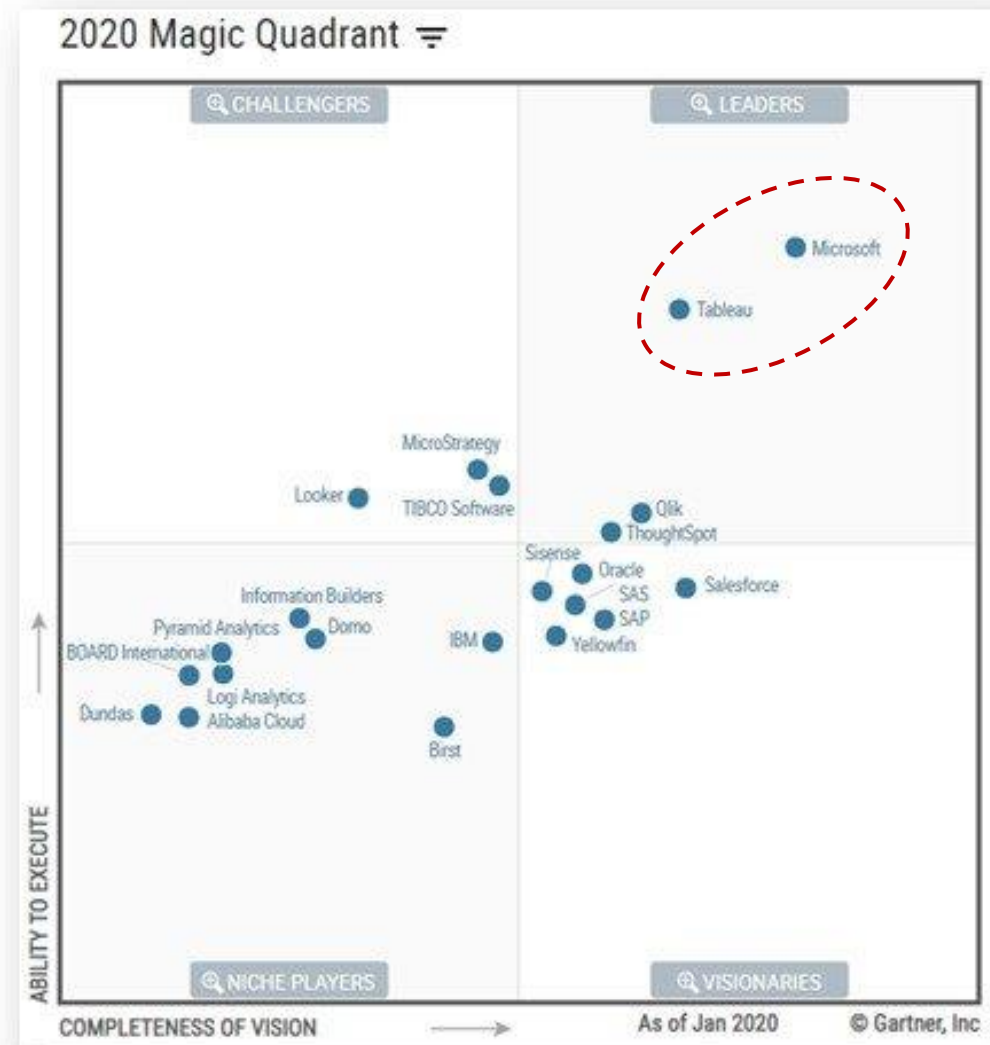 2020 Magic Quadrant
CHALLENGERS
LEADERS
Microsoft
Tableau
MicroStrategy
Looker
TIBCO Software
Qlik
ThoughtSpot
Sisense
Oracle
Salesforce
SAS
Information Builders
SAP
Domo
Pyramid Analytics
IBM
Yellowfin
BOARD International
Logi Analytics
Dundas
Alibaba Cloud
Birst
ABILITY TO EXECUTE
NICHE PLAYERS
VISIONARIES
COMPLETENESS OF VISION
As of Jan 2020
© Gartner, Inc